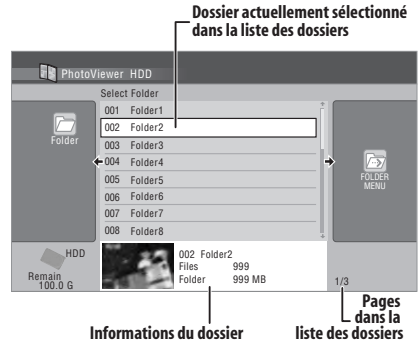 Dossier actuellement sélectionné
dans la liste des dossiers
PhotoViewer HDD
Select Folder
Folder
001 Folder1
002 Folder2
003 Folder3
004 Folder4
005 Folder5
006 Folder6
007 Folder7
008 Folder8
FOLDER
MENU
HDD
Remain
100.0 G
002 Folder2
Files 999
Folder 999 MB
1/3
Informations du dossier
Pages
dans la
liste des dossiers